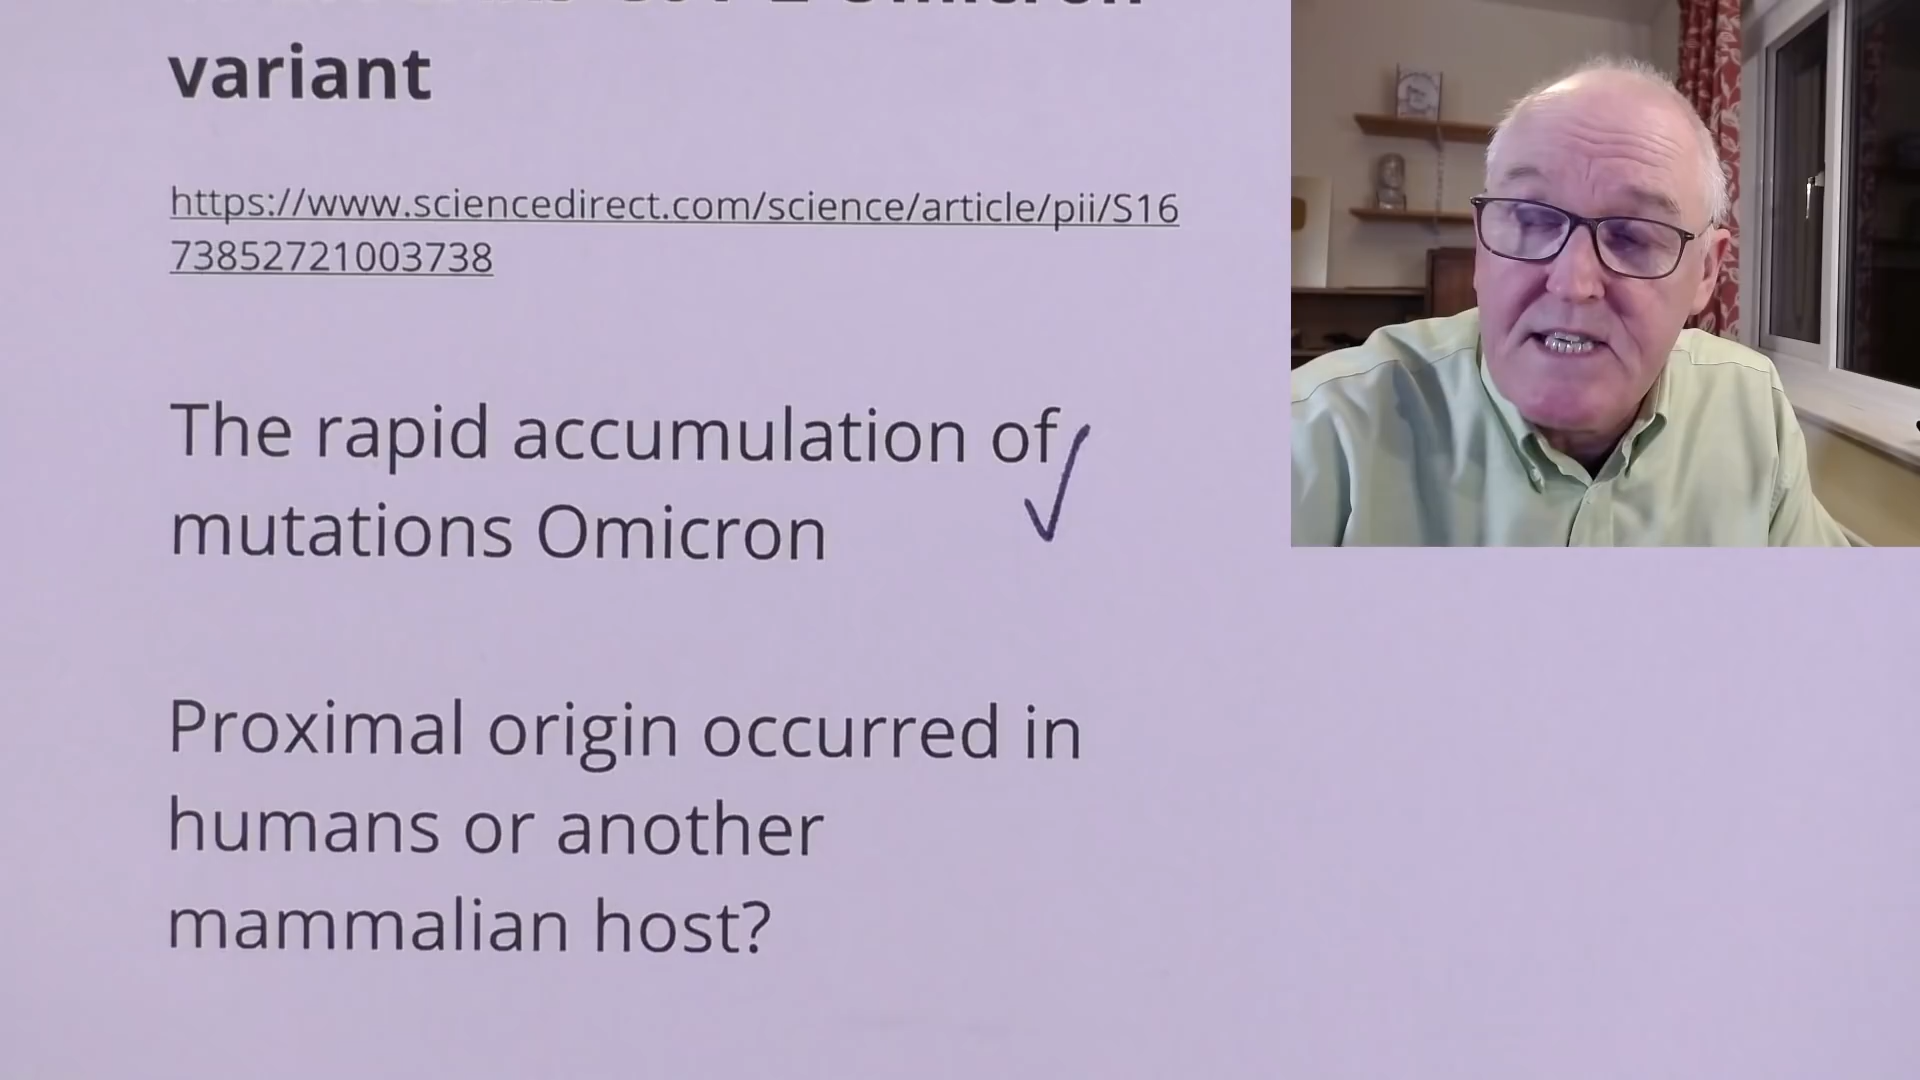 variant
https://www.sciencedirect.com/science/article/pii/S16
73852721003738
The rapid accumulation of
mutations Omicron
Proximal origin occurred in
humans or another
mammalian host?